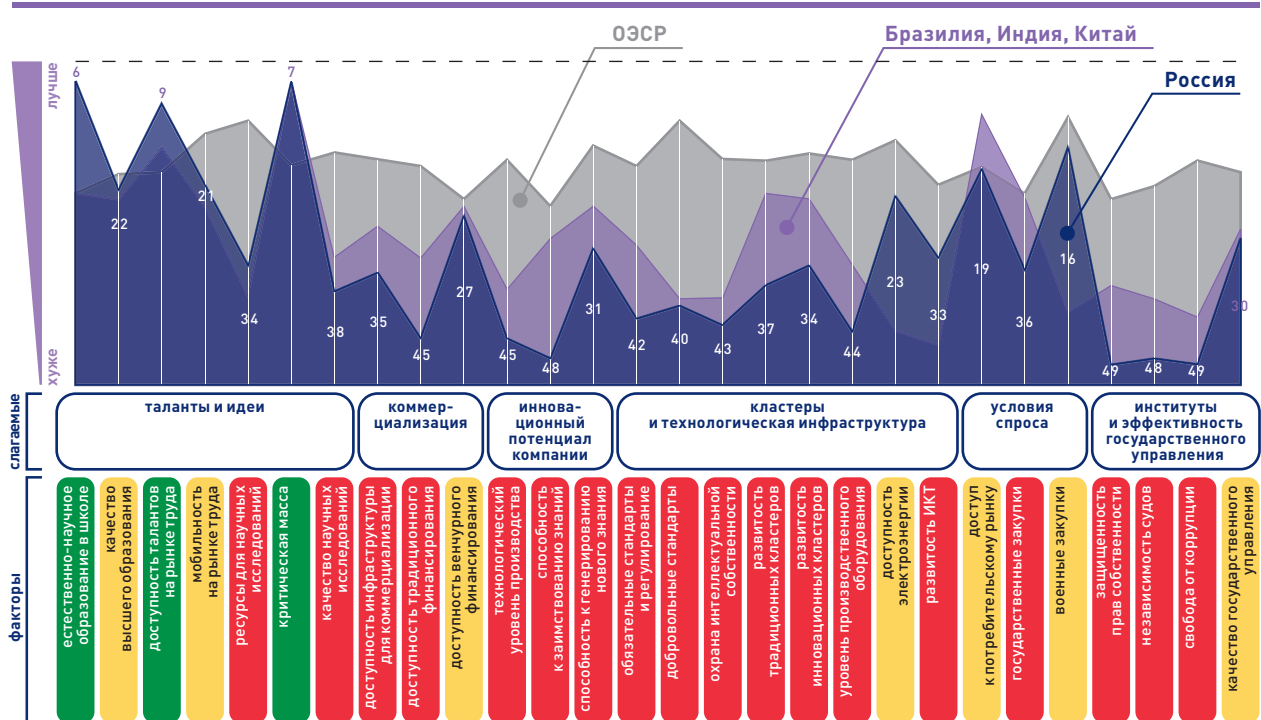 ОЭСР
Бразилия, Индия, Китай
Россия
лучше
хуже
6
22
9
21
34
7
38
35
45
27
45
48
31
42
40
43
37
34
44
23
33
19
36
16
49
48
49
30
слагаемые
таланты и идеи
коммер-
циализация
иннова-
ционный
потенциал
компании
кластеры
и технологическая инфраструктура
условия
спроса
институты
и эффективность
государственного
управления
факторы
естественно-научное
образование в школе
качество
высшего образования
доступность талантов
на рынке труда
мобильность
на рынке труда
ресурсы для научных
исследований
критическая масса
качество научных
исследований
доступность инфраструктуры
для коммерциализации
доступность традиционного
финансирования
доступность венчурного
финансирования
технологический
уровень производства
способность
к заимствованию знаний
способность к генерированию
нового знания
обязательные стандарты
и регулирование
добровольные стандарты
охрана интеллектуальной
собственности
развитость
традиционных кластеров
развитость
инновационных кластеров
уровень производственного
оборудования
доступность
электроэнергии
развитость ИКТ
доступ
к потребительскому рынку
государственные закупки
военные закупки
защищенность
прав собственности
независимость судов
свобода от коррупции
качество государственного
управления